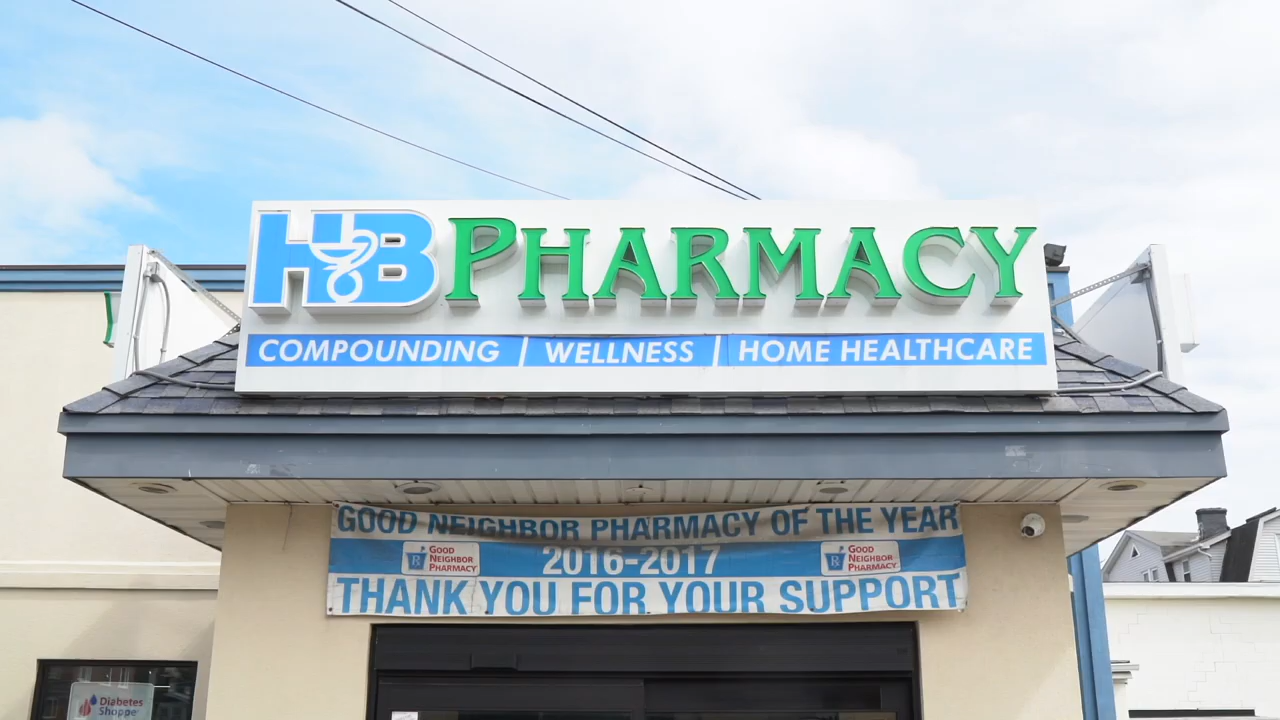 HB PHARMACY
COMPOUNDING | WELLNESS | HOME HEALTHCARE
GOOD NEIGHBOR PHARMACY OF THE YEAR
GOOD NEIGHBOR PHARMACY
2016-2017
GOOD NEIGHBOR PHARMACY
THANK YOU FOR YOUR SUPPORT
Diabetes
Shoppe